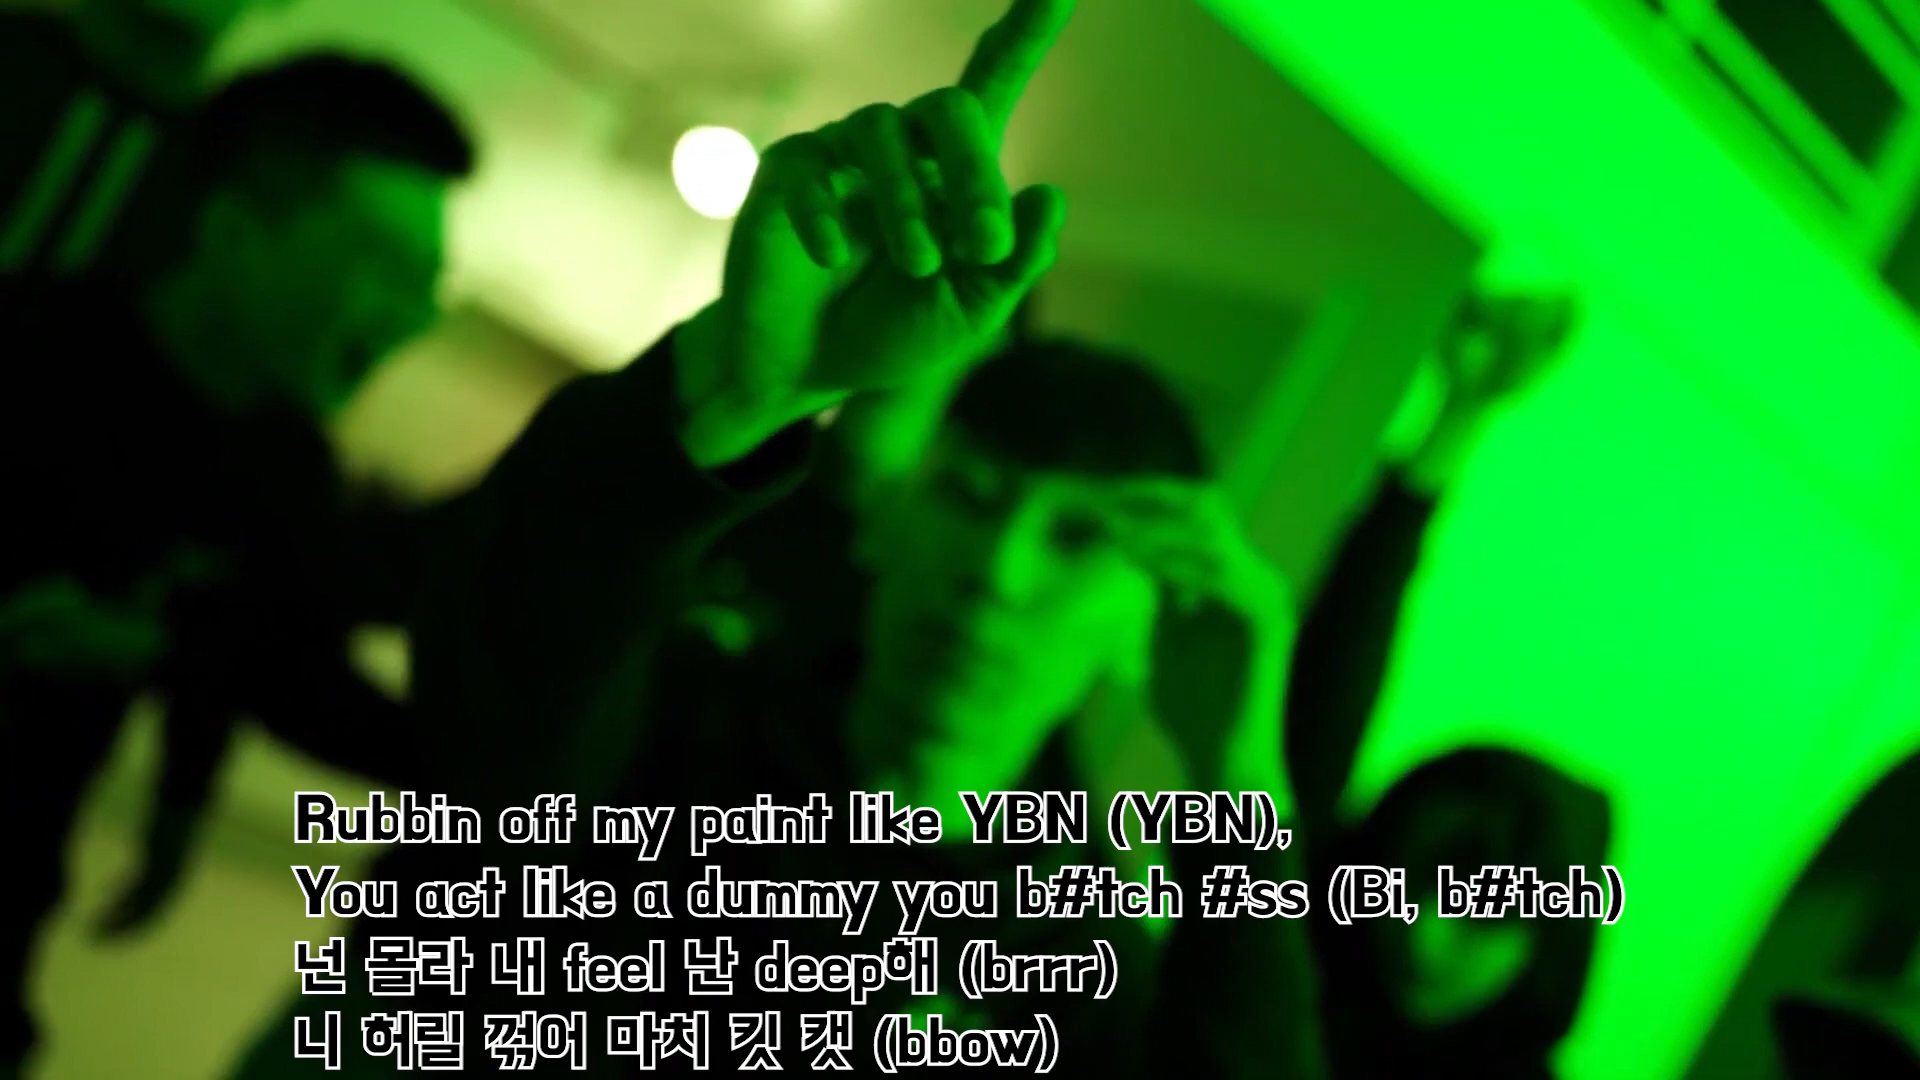 Rubbin off my paint like YBN (YBN),
You act like a dummy you b#tch #ss (Bi, b#tch)
넌 몰라 내 feel 난 deep해 (brrr)
니 허릴 꺾어 마치 킷 캣 (bbow)